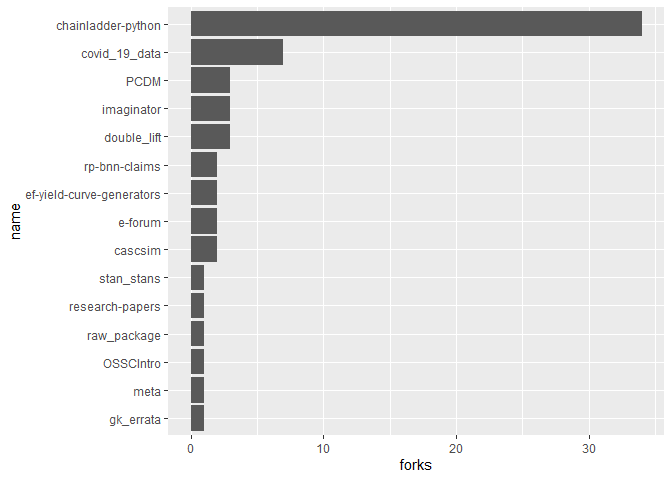 chainladder-python
covid_19_data
PCDM
imaginator
double_lift
rp-bnn-claims
ef-yield-curve-generators
e-forum
cascsim
stan_stans
research-papers
raw_package
OSSCIntro
meta
gk_errata
name
0 10 20 30
forks